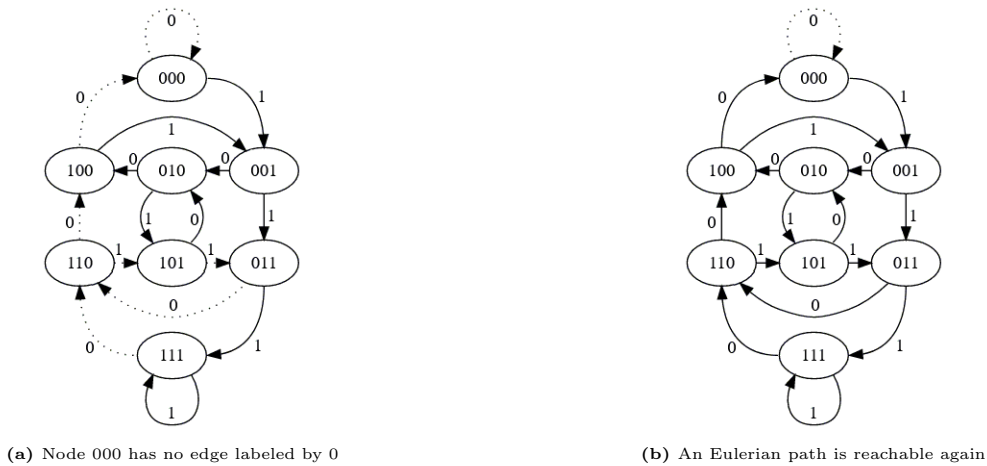 0 0
000 000
0 1 0 1
1 1
100 0 010 0 001 100 0 010 0 001
0 1 0 1 0 1 0 1
110 1 101 1 011 110 1 101 1 011
0 0
0 1 0 1
111 111
1 1
(a) Node 000 has no edge labeled by 0
(b) An Eulerian path is reachable again